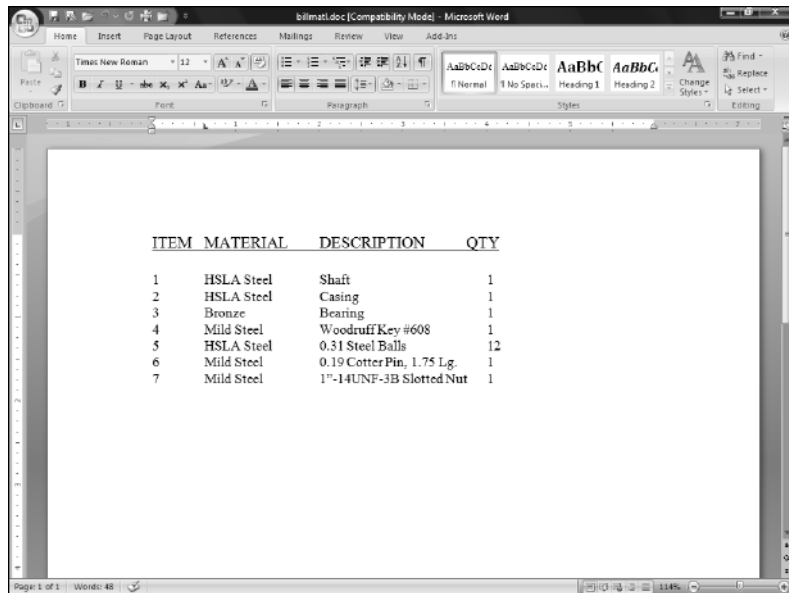 billmatl.doc [Compatibility Mode] - Microsoft Word
Home Insert Page Layout References Mailings Review View Add-Ins
Paste
Times New Roman 12
B I U abc X₂ X² Aa A
AaBbCcDc AaBbCcDc AaBbC AaBbCc
¶ Normal ¶ No Spaci... Heading 1 Heading 2
Change Styles
Find
Replace
Select
Clipboard Font Paragraph Styles Editing
ITEM MATERIAL DESCRIPTION QTY
1 HSLA Steel Shaft 1
2 HSLA Steel Casing 1
3 Bronze Bearing 1
4 Mild Steel Woodruff Key #608 1
5 HSLA Steel 0.31 Steel Balls 12
6 Mild Steel 0.19 Cotter Pin, 1.75 Lg. 1
7 Mild Steel 1"-14UNF-3B Slotted Nut 1
Page: 1 of 1 Words: 48 114%